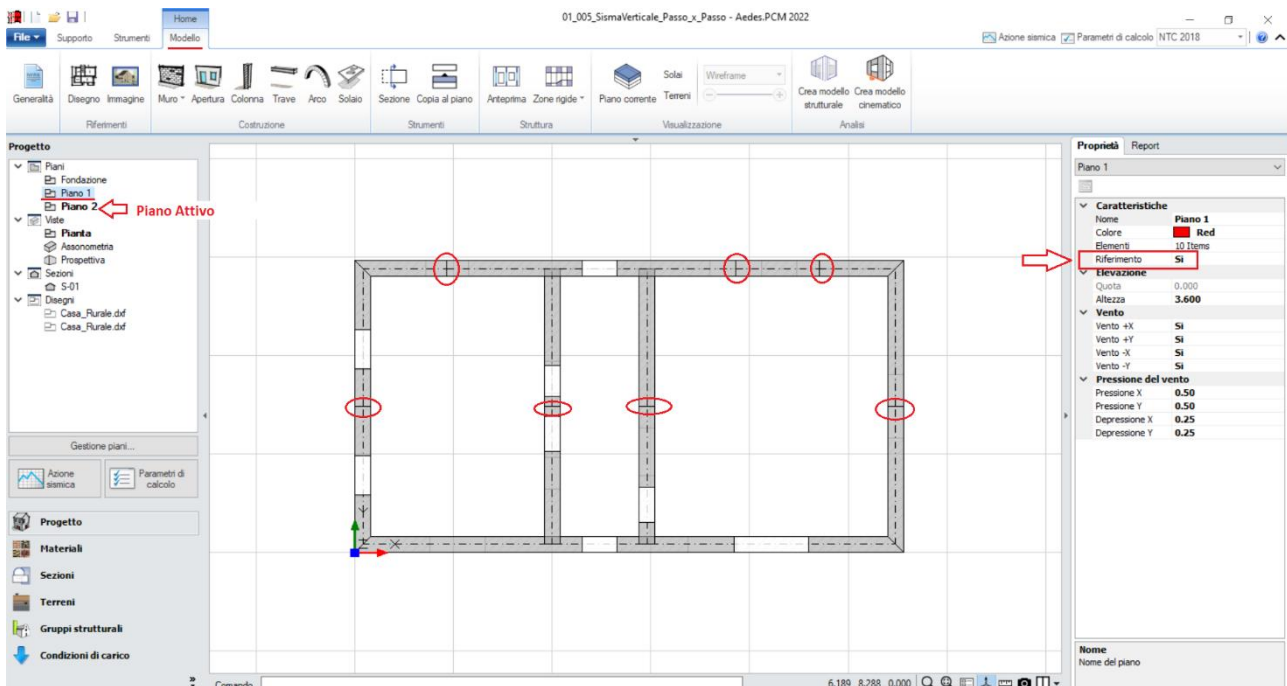 Home
01_005_SismaVerticale_Passo_x_Passo - Aedes.PCM 2022
File Supporto Strumenti Modello
Azione sismica Parametri di calcolo NTC 2018
Generalità Disegno Immagine Muro Apertura Colonna Trave Arco Solaio Sezione Copia al piano Anteprima Zone rigide Piano corrente
Solai Wireframe
Terreni
Crea modello strutturale
Crea modello cinematico
Riferimenti Costruzione Strumenti Struttura Visualizzazione Analisi
Progetto
Piani
Fondazione
Piano 1
Piano 2
Piano Attivo
Viste
Pianta
Assonometria
Prospettiva
Sezioni
S-01
Disegni
Casa_Rurale.dxf
Casa_Rurale.dxf
Gestione piani...
Azione sismica
Parametri di calcolo
Progetto
Materiali
Sezioni
Terreni
Gruppi strutturali
Condizioni di carico
»
Y
X
Comando
6.189 8.288 0.000
Proprietà Report
Piano 1
Caratteristiche
Nome Piano 1
Colore Red
Elementi 10 Items
Riferimento Si
Elevazione
Quota 0.000
Altezza 3.600
Vento
Vento +X Si
Vento +Y Si
Vento -X Si
Vento -Y Si
Pressione del vento
Pressione X 0.50
Pressione Y 0.50
Depressione X 0.25
Depressione Y 0.25
Nome
Nome del piano